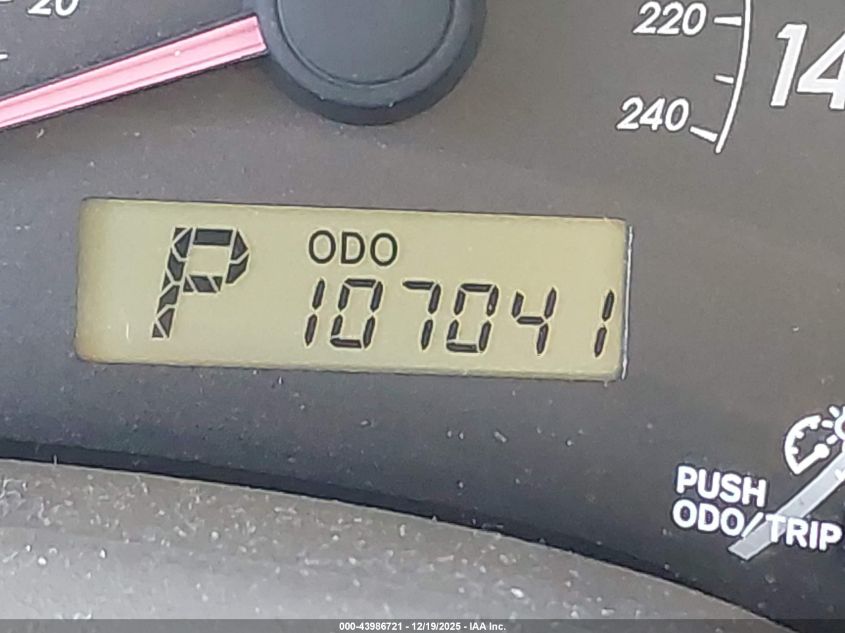 20
220
240
14
P
ODO
107041
PUSH
ODO/TRIP
000-43986721 - 12/19/2025 - IAA Inc.